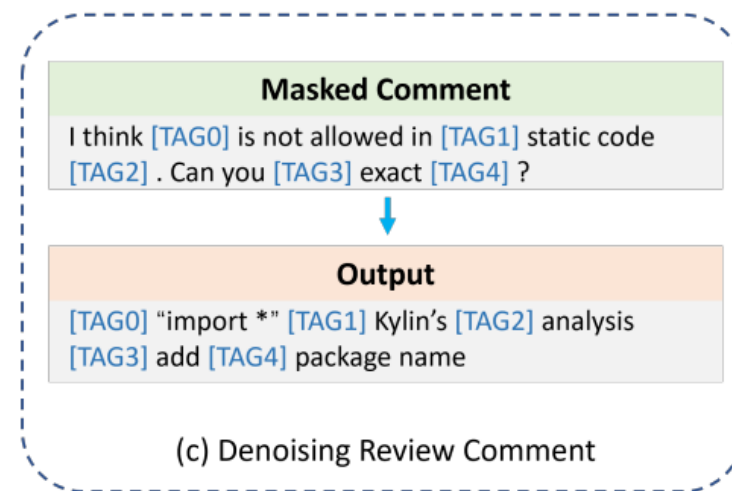 Masked Comment
I think [TAG0] is not allowed in [TAG1] static code
[TAG2] . Can you [TAG3] exact [TAG4] ?
Output
[TAG0] “import *” [TAG1] Kylin’s [TAG2] analysis
[TAG3] add [TAG4] package name
(c) Denoising Review Comment